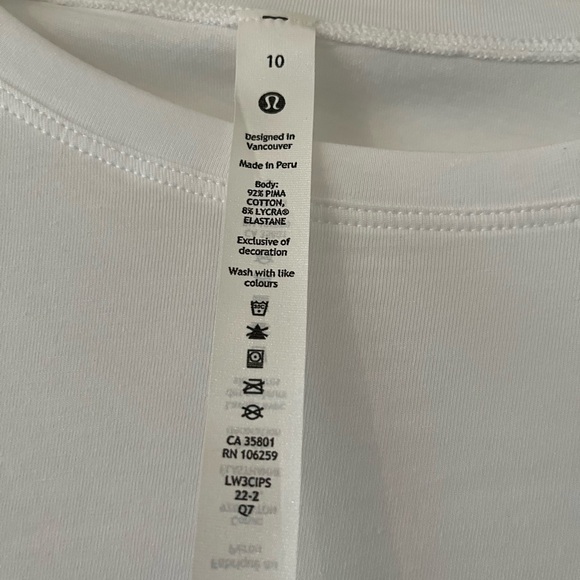 10
Designed in
Vancouver
Made in Peru
Body:
92% PIMA
COTTON,
8% LYCRA®
ELASTANE
Exclusive of
decoration
Wash with like
colours
CA 35801
RN 106259
LW3CIPS
22-2
Q7